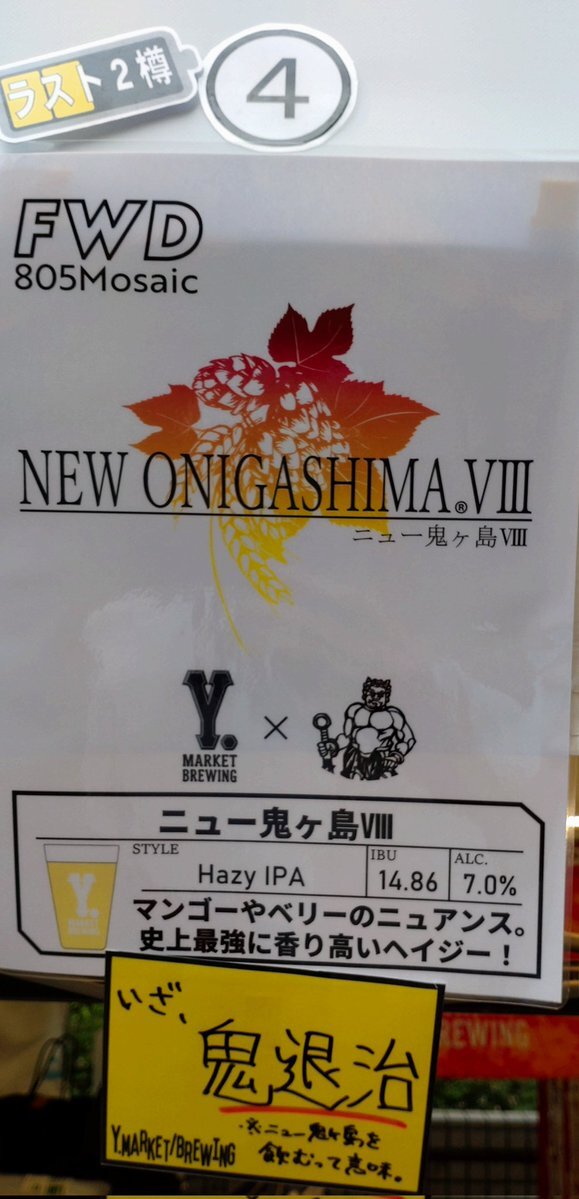 ラスト2樽
4
FWD
805Mosaic
NEW ONIGASHIMA®VIII
ニュー鬼ヶ島VIII
Y.
MARKET
BREWING
×
ニュー鬼ヶ島VIII
STYLE
Hazy IPA
IBU
14.86
ALC.
7.0%
Y.
MARKET
BREWING
マンゴーやベリーのニュアンス。
史上最強に香り高いヘイジー！
いざ、
鬼退治
※ニュー鬼ヶ島を
飲むって意味。
Y.MARKET/BREWING
BREWING